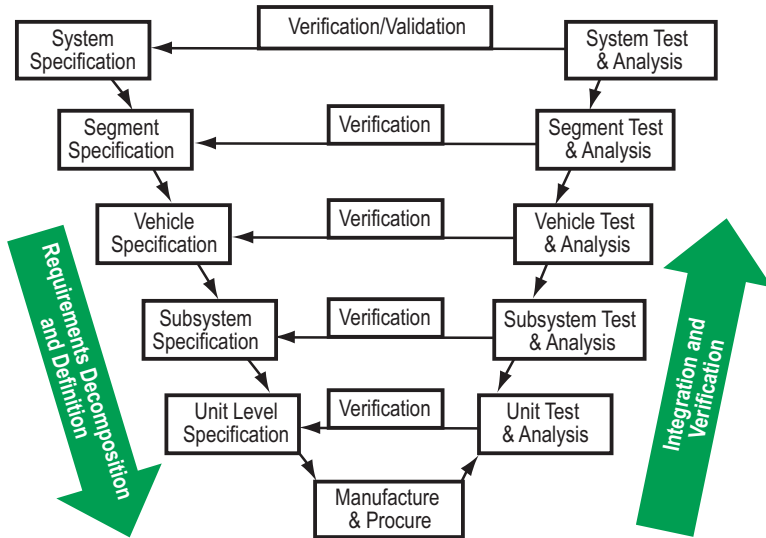 System
Specification
Verification/Validation
System Test
& Analysis
Segment
Specification
Verification
Segment Test
& Analysis
Vehicle
Specification
Verification
Vehicle Test
& Analysis
Subsystem
Specification
Verification
Subsystem Test
& Analysis
Unit Level
Specification
Verification
Unit Test
& Analysis
Manufacture
& Procure
Requirements Decomposition
and Definition
Integration and
Verification